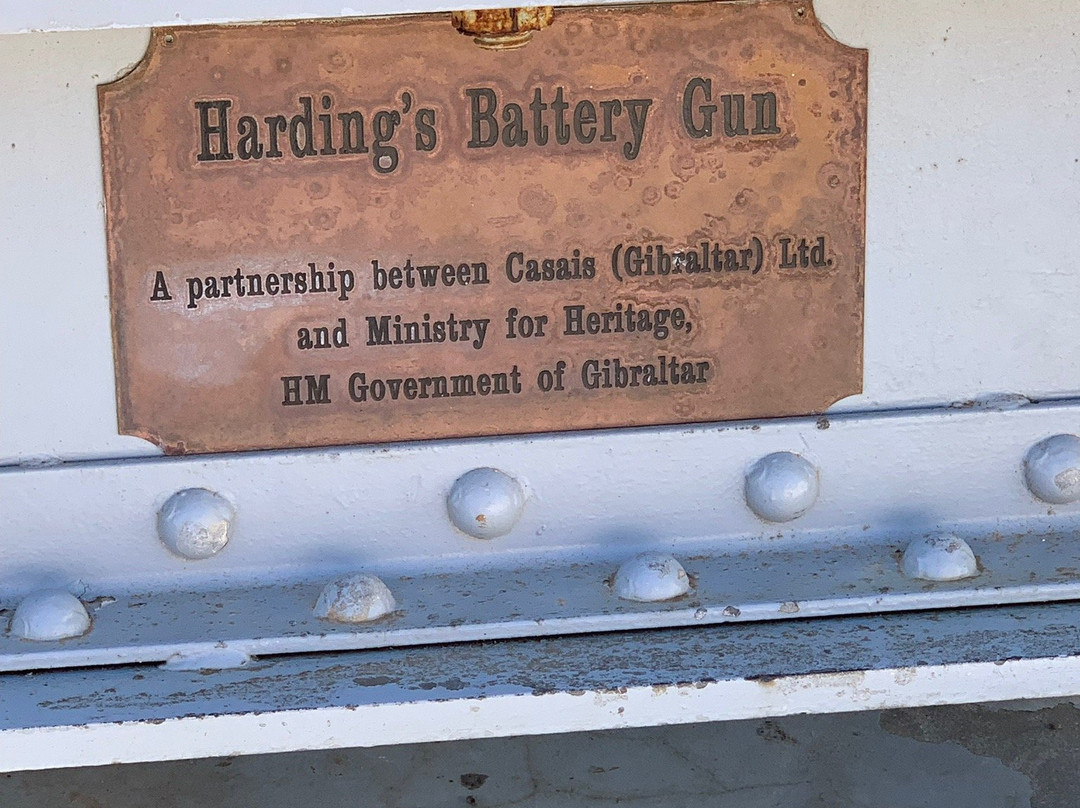 Harding's Battery Gun
A partnership between Casais (Gibraltar) Ltd.
and Ministry for Heritage,
HM Government of Gibraltar